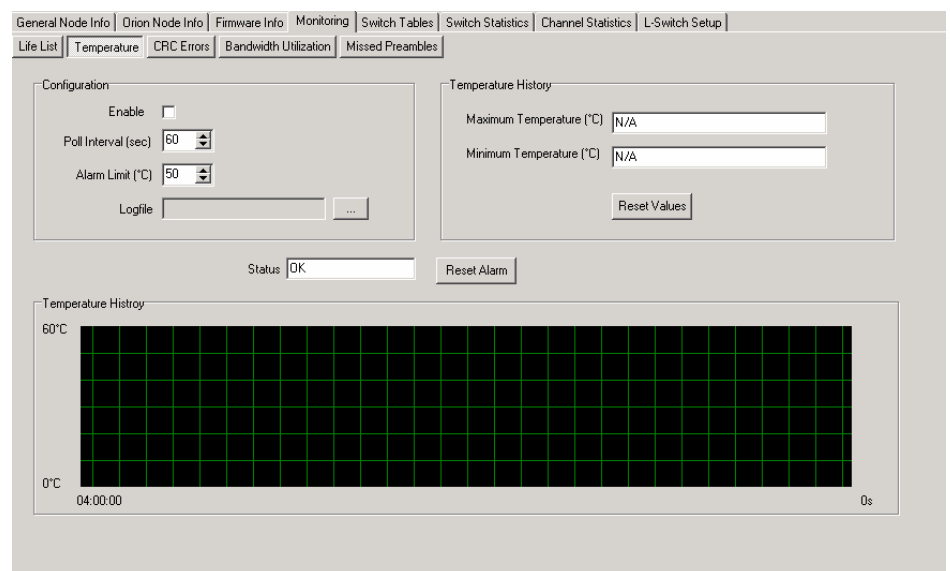 General Node Info Orion Node Info Firmware Info Monitoring Switch Tables Switch Statistics Channel Statistics L-Switch Setup
Life List Temperature CRC Errors Bandwidth Utilization Missed Preambles
Configuration
Enable
Poll Interval (sec) 60
Alarm Limit (°C) 50
Logfile ...
Temperature History
Maximum Temperature (°C) N/A
Minimum Temperature (°C) N/A
Reset Values
Status OK Reset Alarm
Temperature Histroy
60°C
0°C
04:00:00 0s